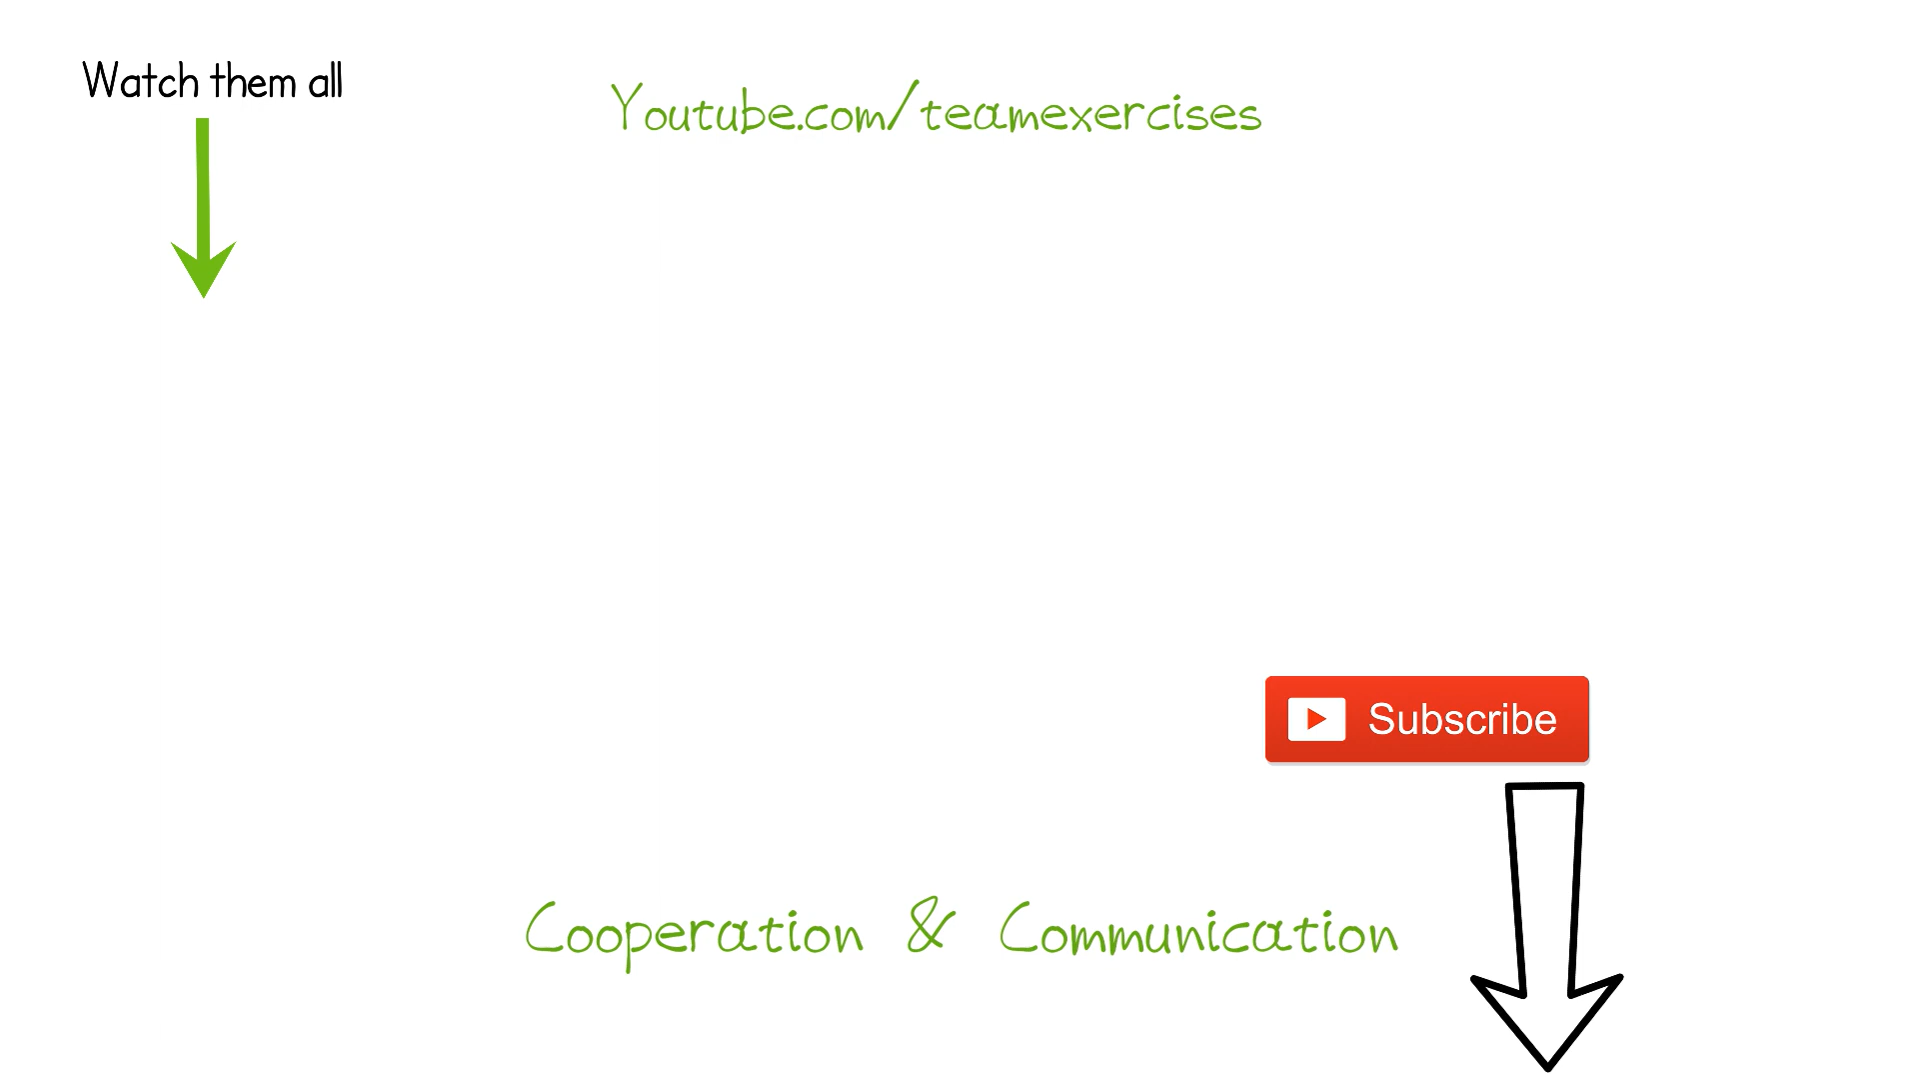 Watch them all
Youtube.com/teamexercises
Subscribe
Cooperation & Communication